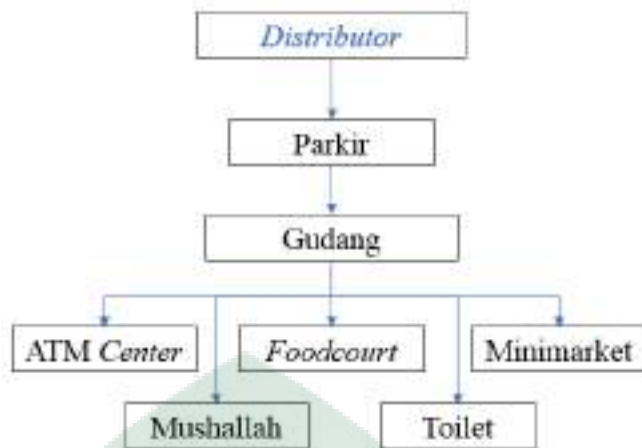 Distributor
Parkir
Gudang
ATM Center
Foodcourt
Minimarket
Mushallah
Toilet